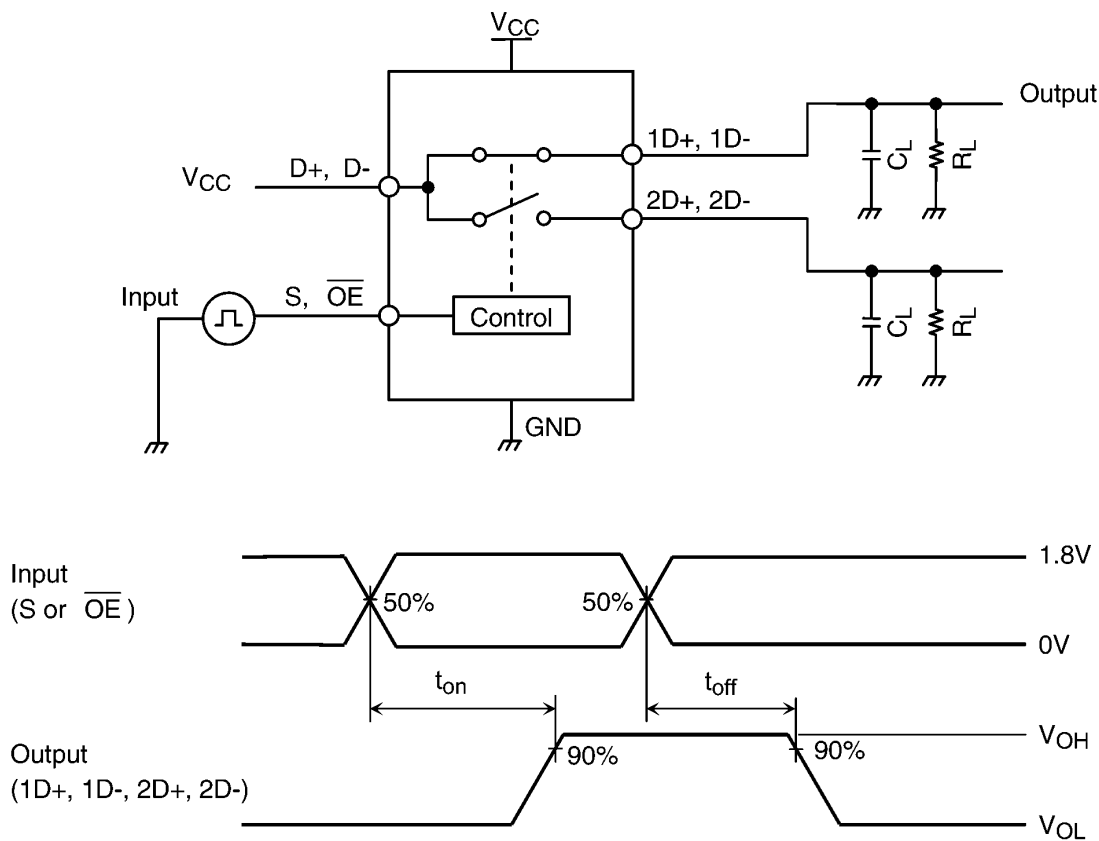 VCC
Output
1D+, 1D-
CL
RL
VCC
D+, D-
2D+, 2D-
Input
S, OE
Control
CL
RL
GND
Input
(S or OE )
50%
50%
1.8V
0V
ton
toff
Output
(1D+, 1D-, 2D+, 2D-)
90%
90%
VOH
VOL